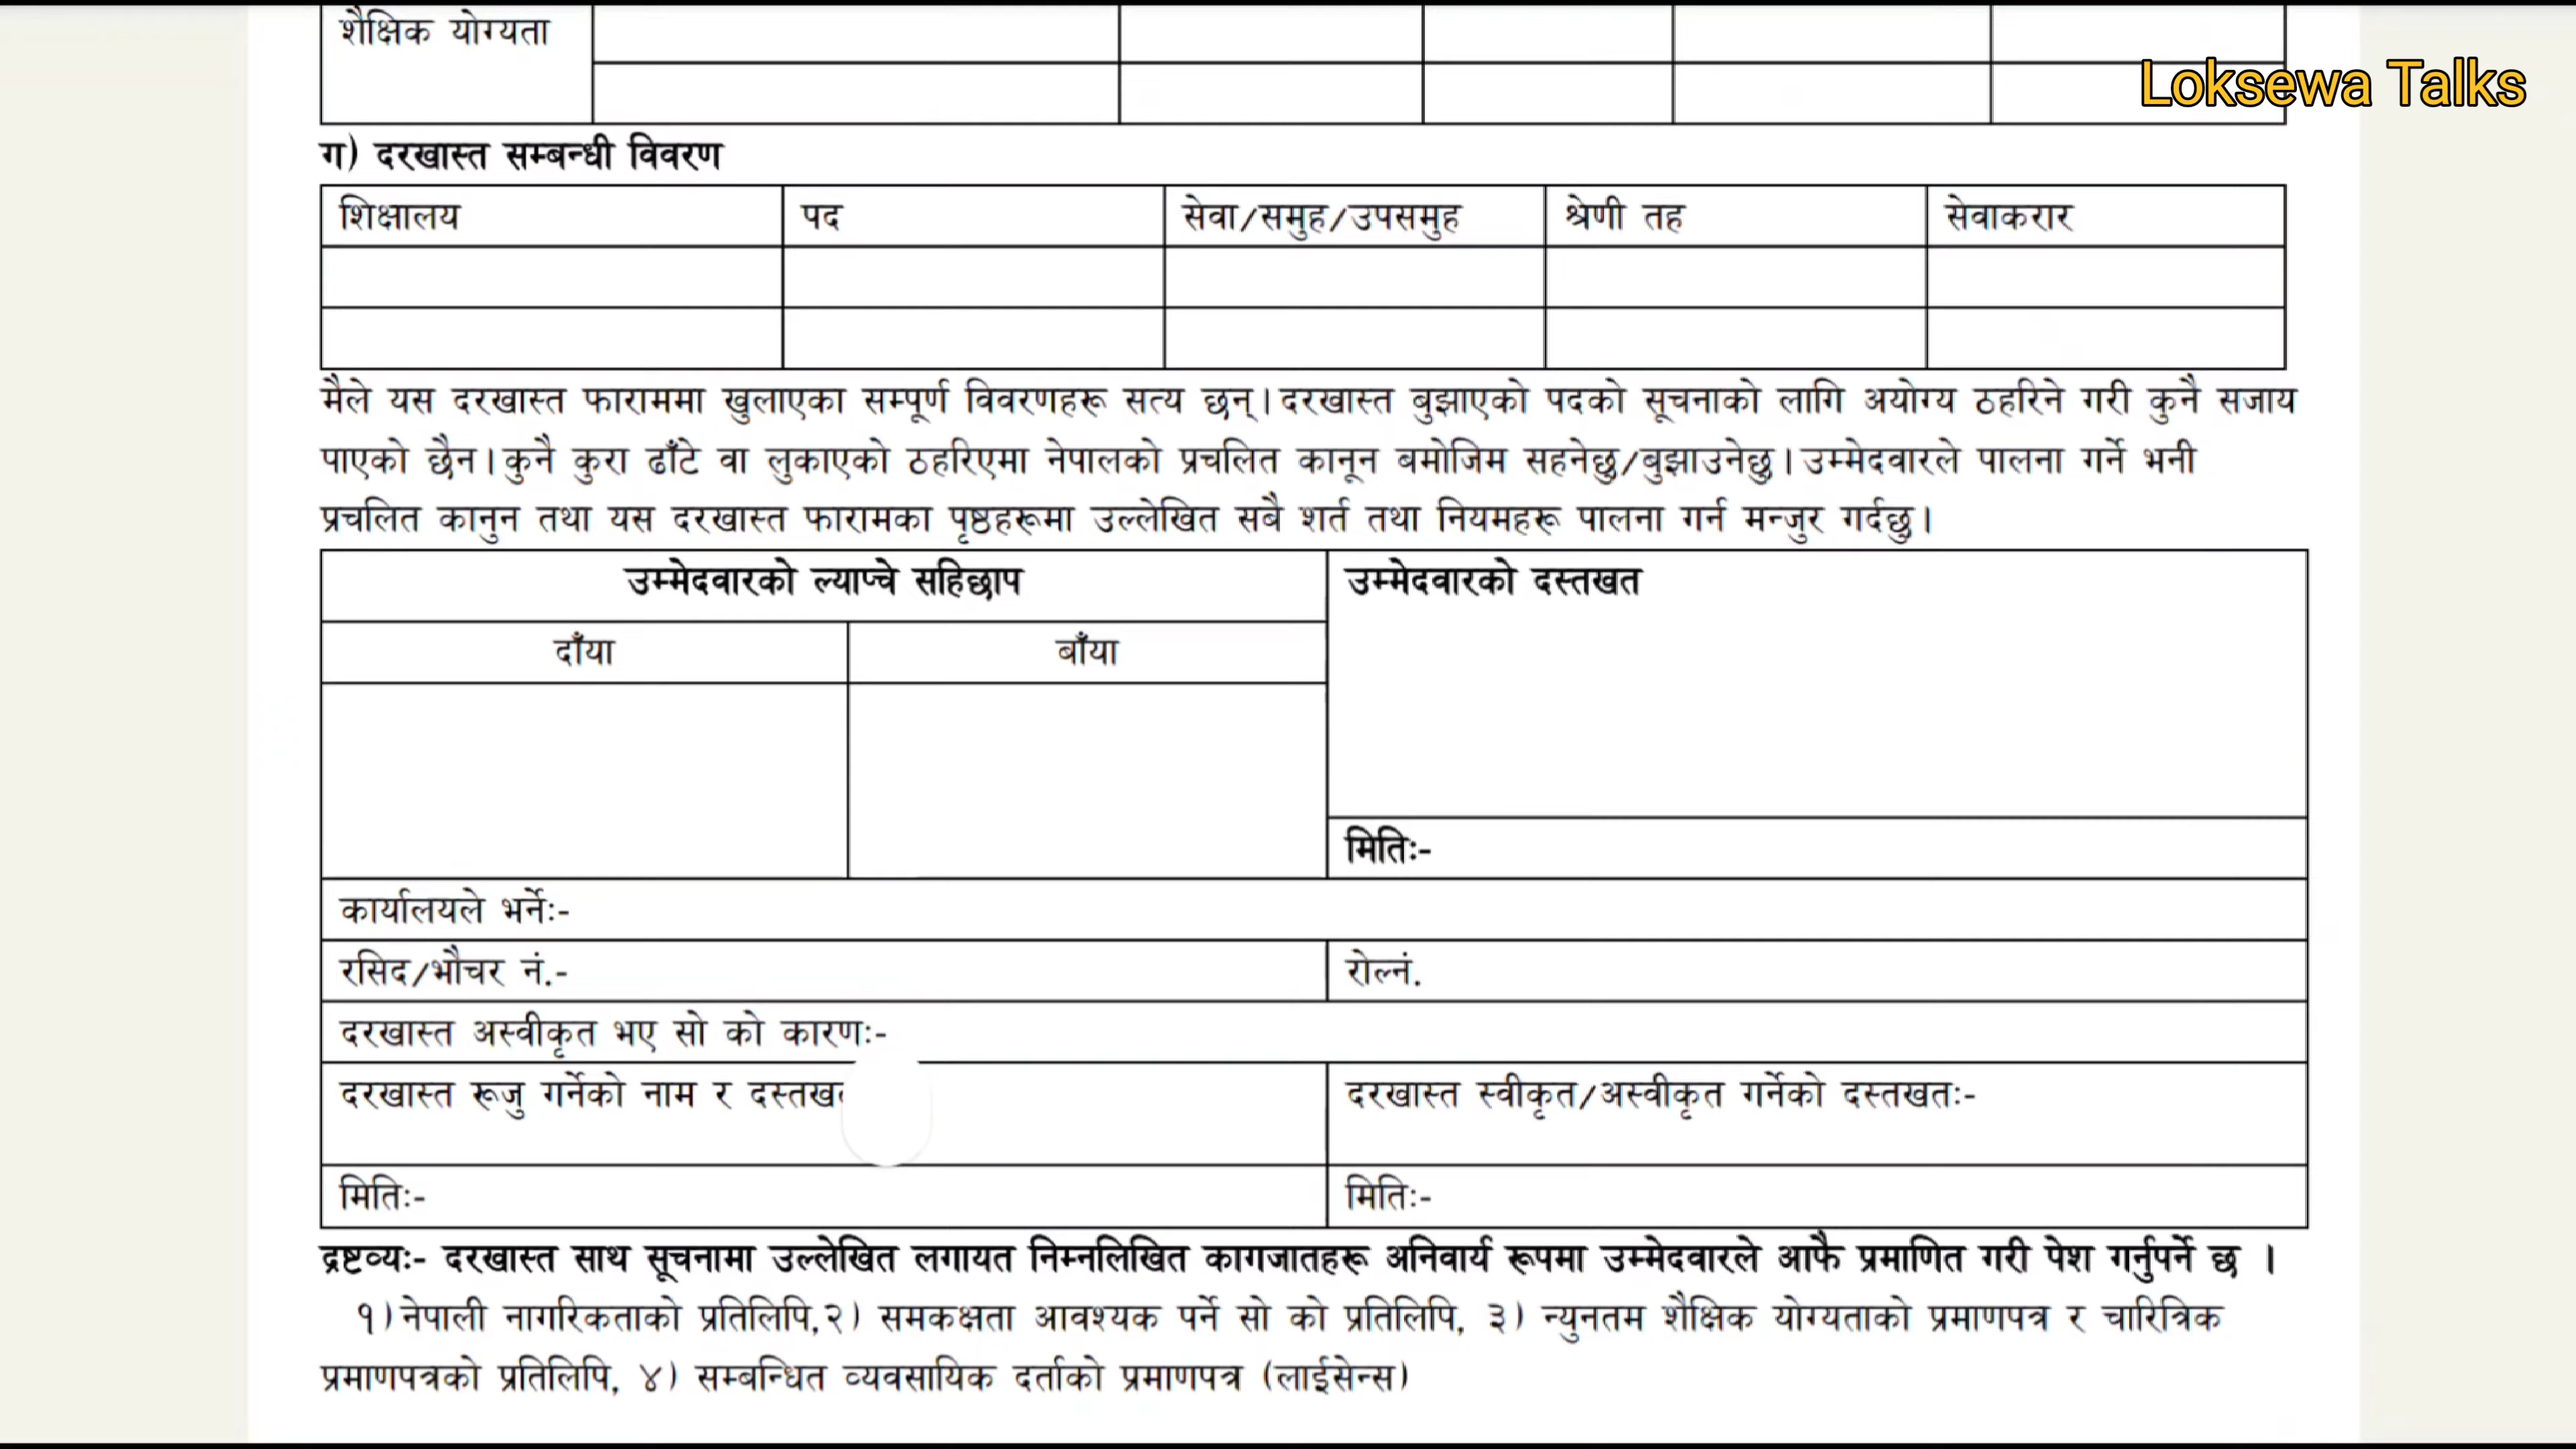 शैक्षिक योग्यता
Loksewa Talks
ग) दरखास्त सम्बन्धी विवरण
शिक्षालय पद सेवा/समुह/उपसमुह श्रेणी तह सेवाकरार
मैले यस दरखास्त फाराममा खुलाएका सम्पूर्ण विवरणहरू सत्य छन्। दरखास्त बुझाएको पदको सूचनाको लागि अयोग्य ठहरिने गरी कुनै सजाय
पाएको छैन। कुनै कुरा ढाँटे वा लुकाएको ठहरिएमा नेपालको प्रचलित कानून बमोजिम सहनेछु/बुझाउनेछु। उम्मेदवारले पालना गर्ने भनी
प्रचलित कानुन तथा यस दरखास्त फारामका पृष्ठहरूमा उल्लेखित सबै शर्त तथा नियमहरू पालना गर्न मन्जुर गर्दछु।
उम्मेदवारको ल्याप्चे सहिछाप उम्मेदवारको दस्तखत
दाँया बाँया
मितिः-
कार्यालयले भर्नेः-
रसिद/भौचर नं.- रोल्नं.
दरखास्त अस्वीकृत भए सो को कारणः-
दरखास्त रूजु गर्नेको नाम र दरखास्त स्वीकृत/अस्वीकृत गर्नेको दस्तखतः-
मितिः- मितिः-
द्रष्टव्यः- दरखास्त साथ सूचनामा उल्लेखित लगायत निम्नलिखित कागजातहरू अनिवार्य रूपमा उम्मेदवारले आफै प्रमाणित गरी पेश गर्नुपर्ने छ ।
१)नेपाली नागरिकताको प्रतिलिपि,२) समकक्षता आवश्यक पर्ने सो को प्रतिलिपि, ३) न्युनतम शैक्षिक योग्यताको प्रमाणपत्र र चारित्रिक
प्रमाणपत्रको प्रतिलिपि, ४) सम्बन्धित व्यवसायिक दर्ताको प्रमाणपत्र (लाईसेन्स)